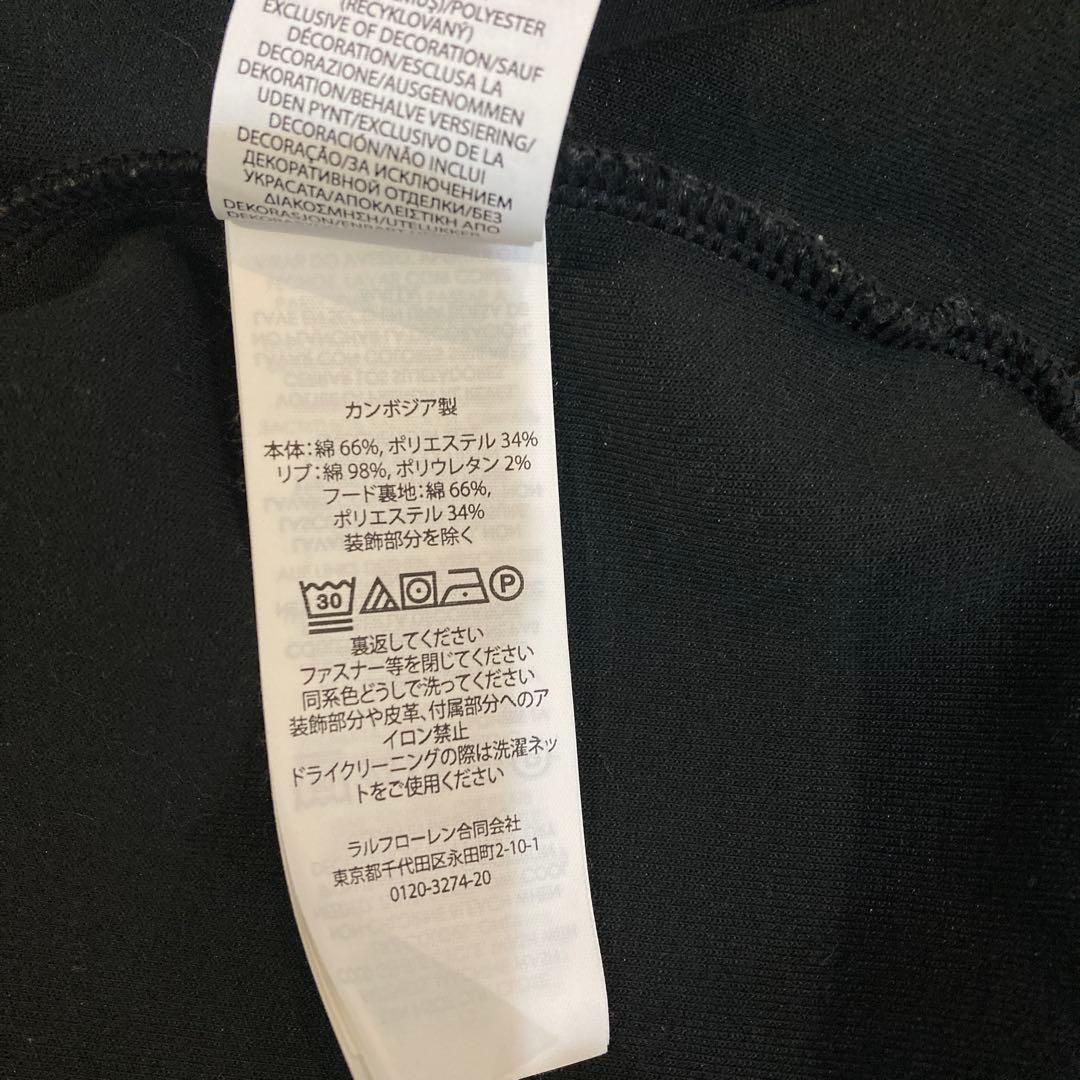 /POLYESTER
(RECYKLOVANÝ)
EXCLUSIVE OF DECORATION/SAUF
DÉCORATION/ESCLUSA LA
DECORAZIONE/AUSGENOMMEN
DEKORATION/BEHALVE VERSIERING/
UDEN PYNT/EXCLUSIVO DE LA
DECORACIÓN/NÃO INCLUI
DECORAÇÃO/ЗА ИСКЛЮЧЕНИЕМ
ДЕКОРАТИВНОЙ ОТДЕЛКИ/БЕЗ
УКРАСАТА/ΑΠΟΚΛΕΙΣΤΙΚΗ ΑΠΟ
ΔΙΑΚΟΣΜΗΣΗ/UTELUKKER
カンボジア製
本体：綿 66%, ポリエステル 34%
リブ：綿 98%, ポリウレタン 2%
フード裏地：綿 66%,
ポリエステル 34%
装飾部分を除く
30 P
裏返してください
ファスナー等を閉じてください
同系色どうしで洗ってください
装飾部分や皮革、付属部分へのア
イロン禁止
ドライクリーニングの際は洗濯ネッ
トをご使用ください
ラルフローレン合同会社
東京都千代田区永田町2-10-1
0120-3274-20